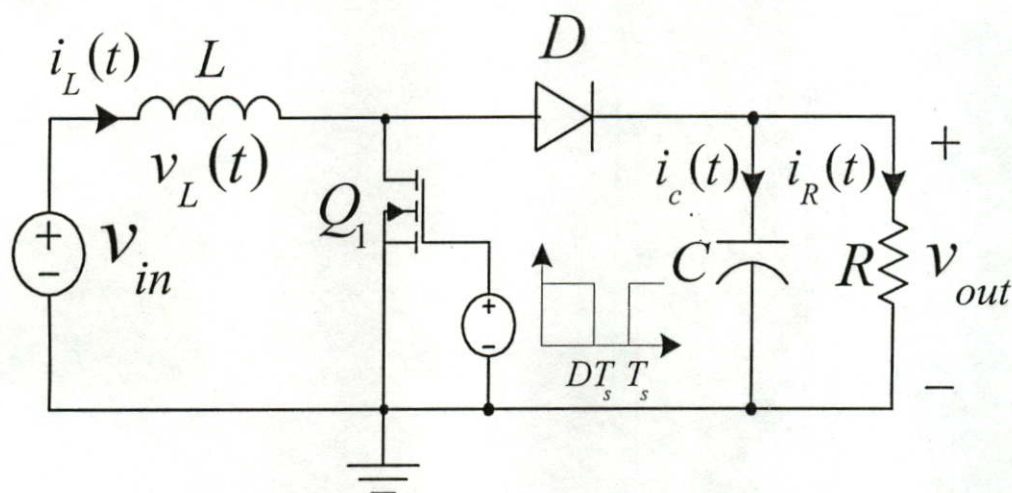 i_L(t) L D
v_L(t)
+
i_c(t) i_R(t)
+
-
v_in
Q_1
+
-
C R v_out
DT_s T_s
−